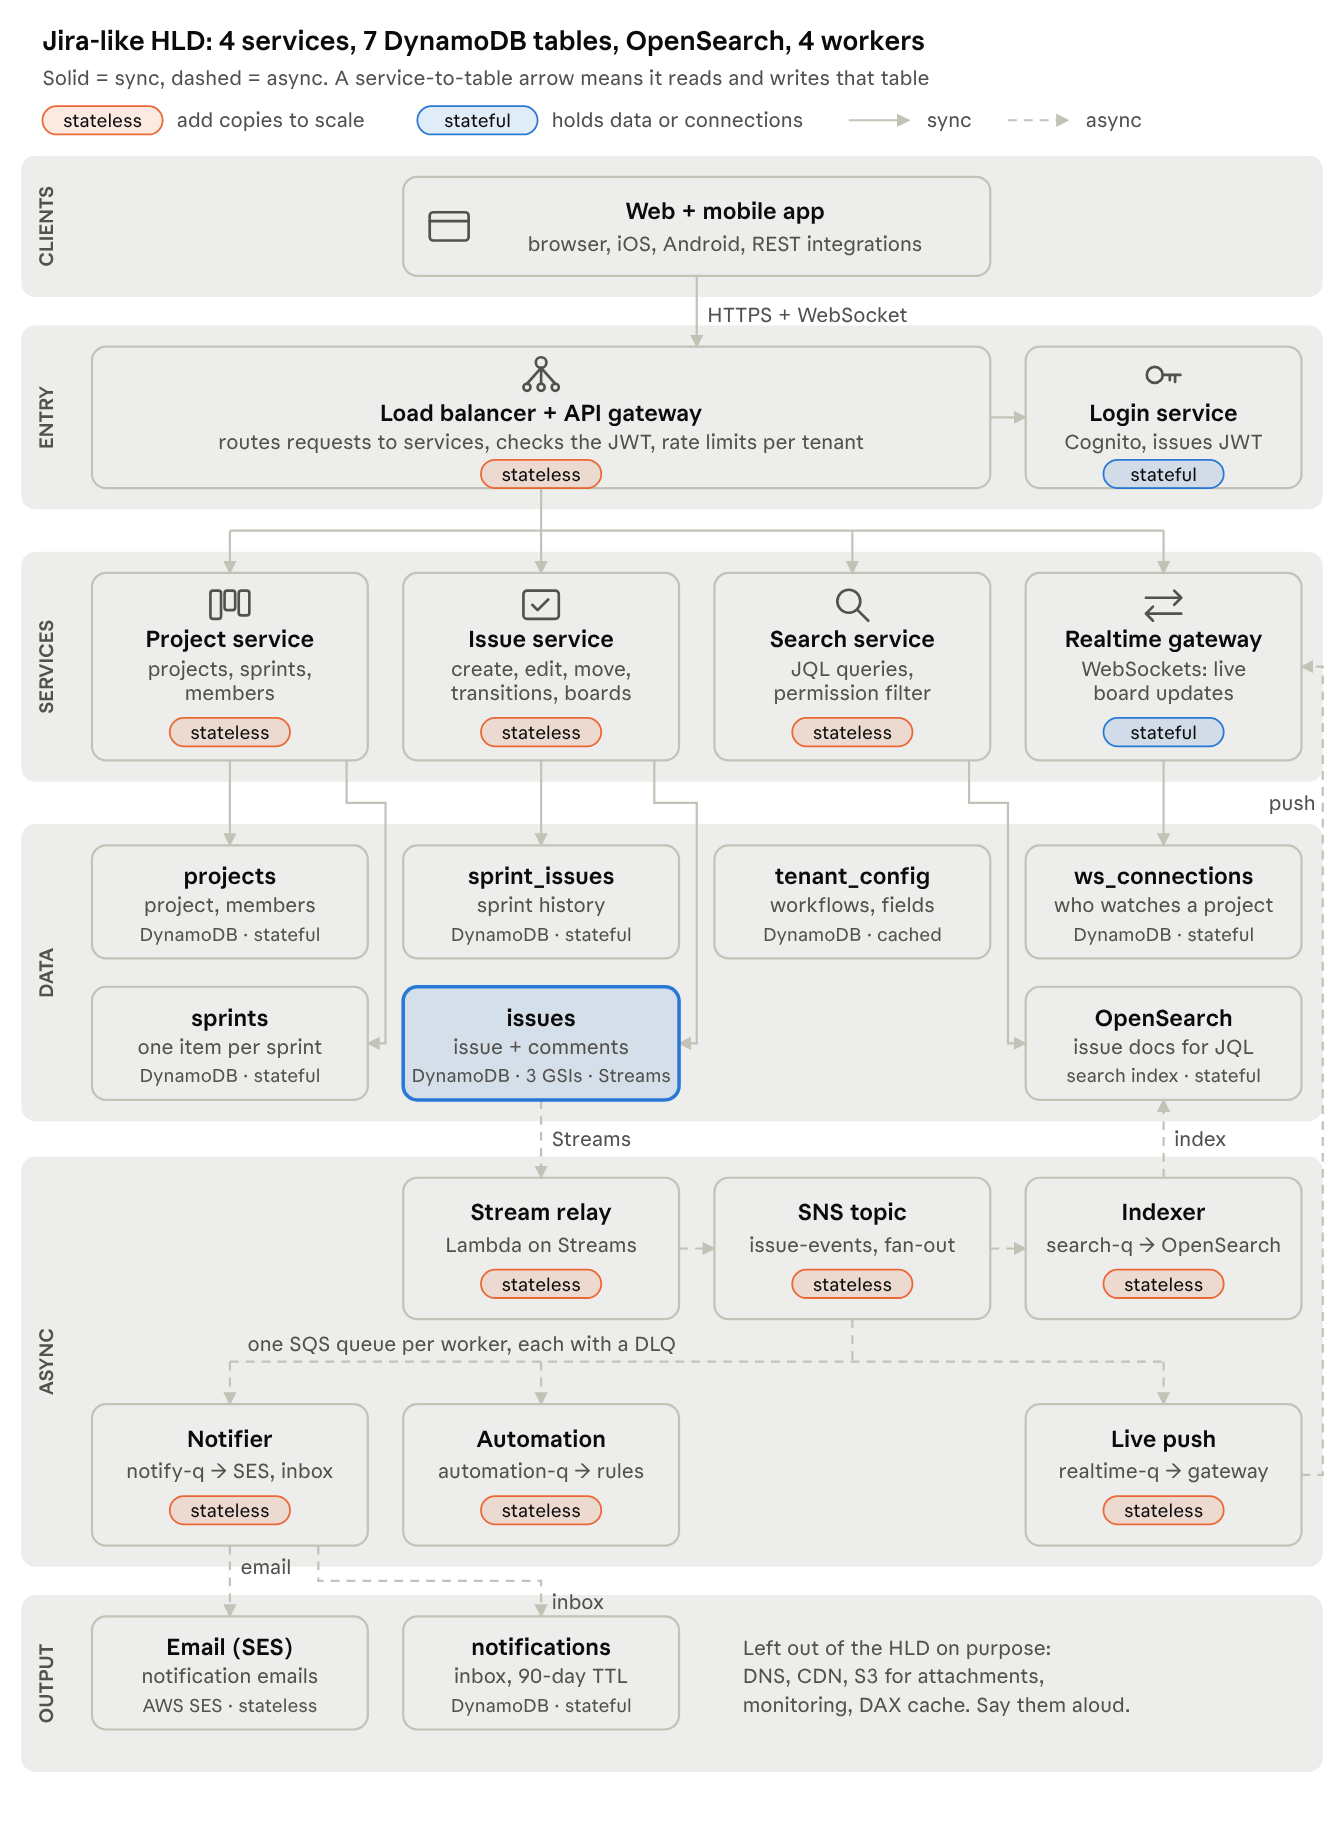 Jira-like HLD: 4 services, 7 DynamoDB tables, OpenSearch, 4 workers
Solid = sync, dashed = async. A service-to-table arrow means it reads and writes that table
stateless add copies to scale stateful holds data or connections sync async
CLIENTS
Web + mobile app
browser, iOS, Android, REST integrations
HTTPS + WebSocket
ENTRY
Load balancer + API gateway
routes requests to services, checks the JWT, rate limits per tenant
stateless
Login service
Cognito, issues JWT
stateful
SERVICES
Project service
projects, sprints,
members
stateless
Issue service
create, edit, move,
transitions, boards
stateless
Search service
JQL queries,
permission filter
stateless
Realtime gateway
WebSockets: live
board updates
stateful
push
DATA
projects
project, members
DynamoDB · stateful
sprint_issues
sprint history
DynamoDB · stateful
tenant_config
workflows, fields
DynamoDB · cached
ws_connections
who watches a project
DynamoDB · stateful
sprints
one item per sprint
DynamoDB · stateful
issues
issue + comments
DynamoDB · 3 GSIs · Streams
OpenSearch
issue docs for JQL
search index · stateful
Streams
index
ASYNC
Stream relay
Lambda on Streams
stateless
SNS topic
issue-events, fan-out
stateless
Indexer
search-q → OpenSearch
stateless
one SQS queue per worker, each with a DLQ
Notifier
notify-q → SES, inbox
stateless
Automation
automation-q → rules
stateless
Live push
realtime-q → gateway
stateless
email
inbox
OUTPUT
Email (SES)
notification emails
AWS SES · stateless
notifications
inbox, 90-day TTL
DynamoDB · stateful
Left out of the HLD on purpose:
DNS, CDN, S3 for attachments,
monitoring, DAX cache. Say them aloud.